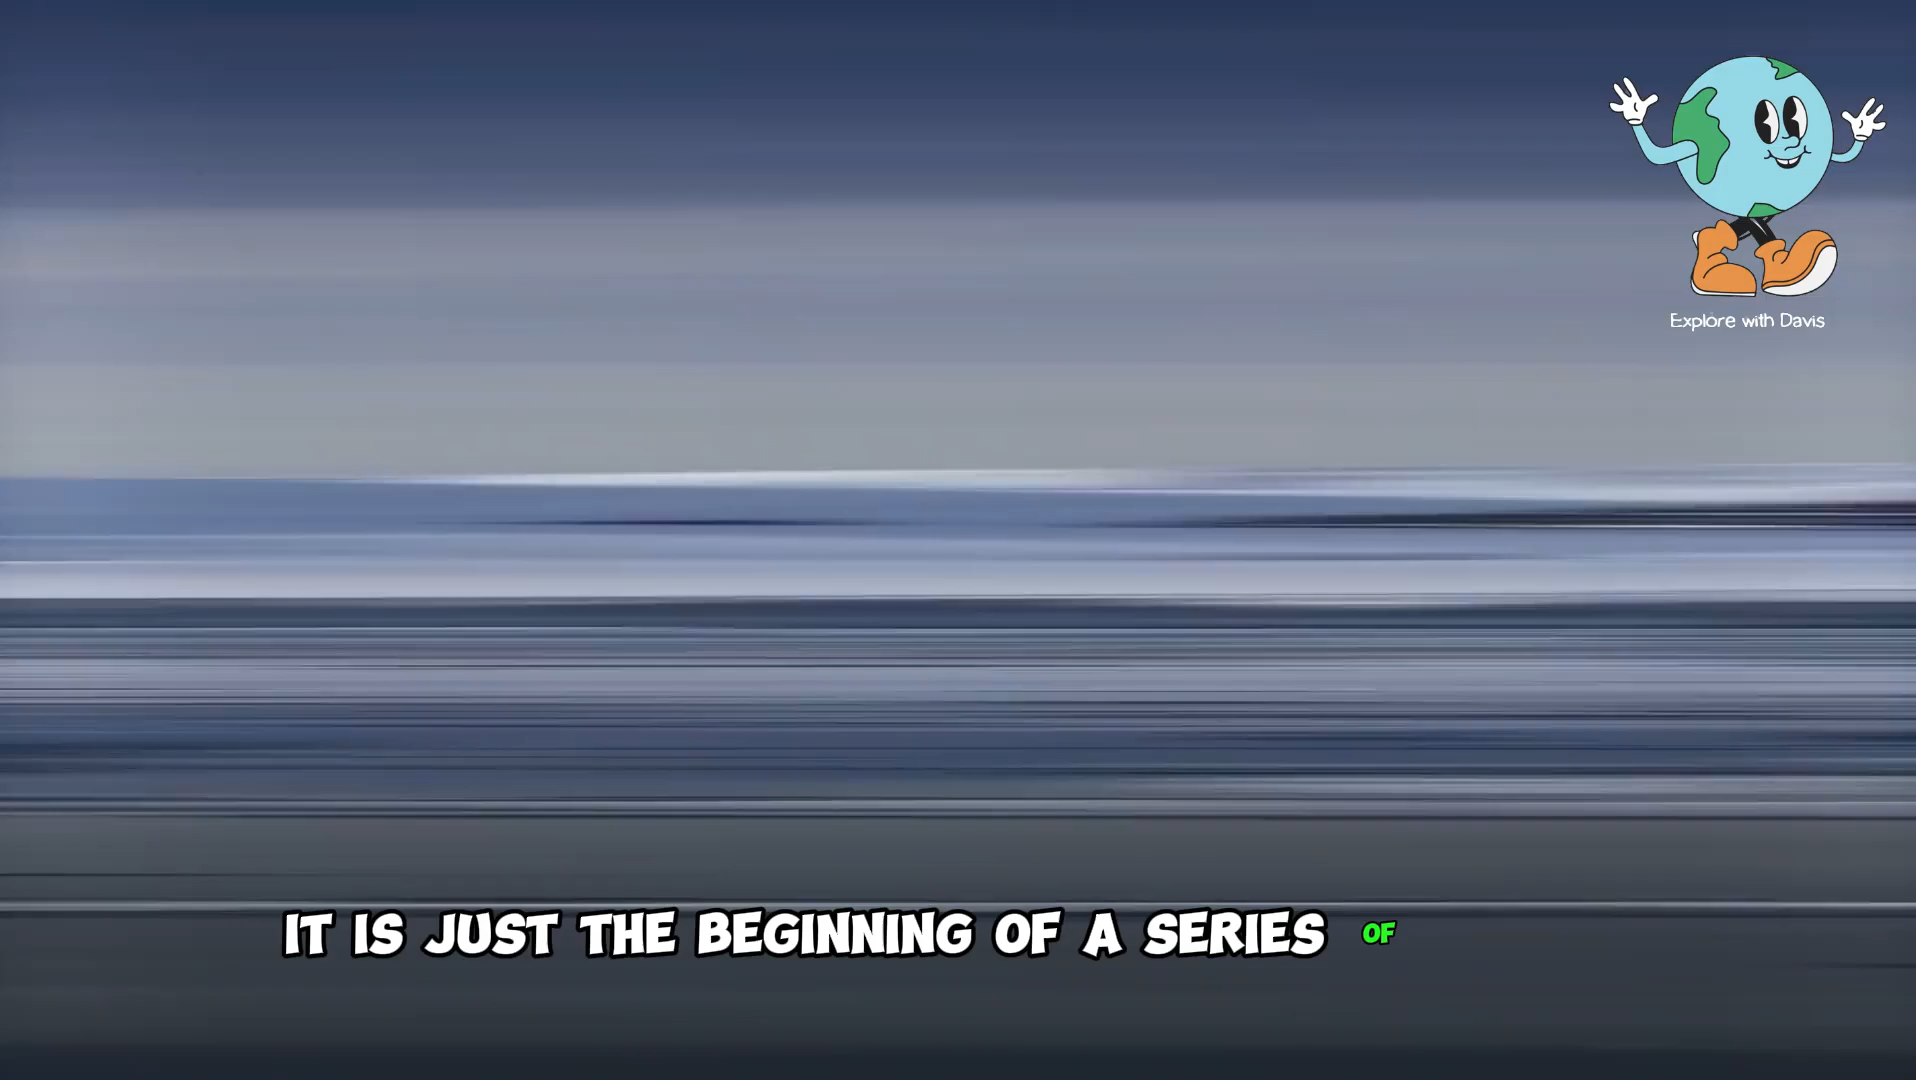 Explore with Davis
IT IS JUST THE BEGINNING OF A SERIES OF